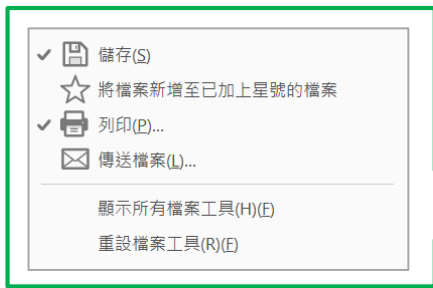 儲存(S)
將檔案新增至已加上星號的檔案
列印(P)...
傳送檔案(L)...
顯示所有檔案工具(H)(F)
重設檔案工具(R)(F)